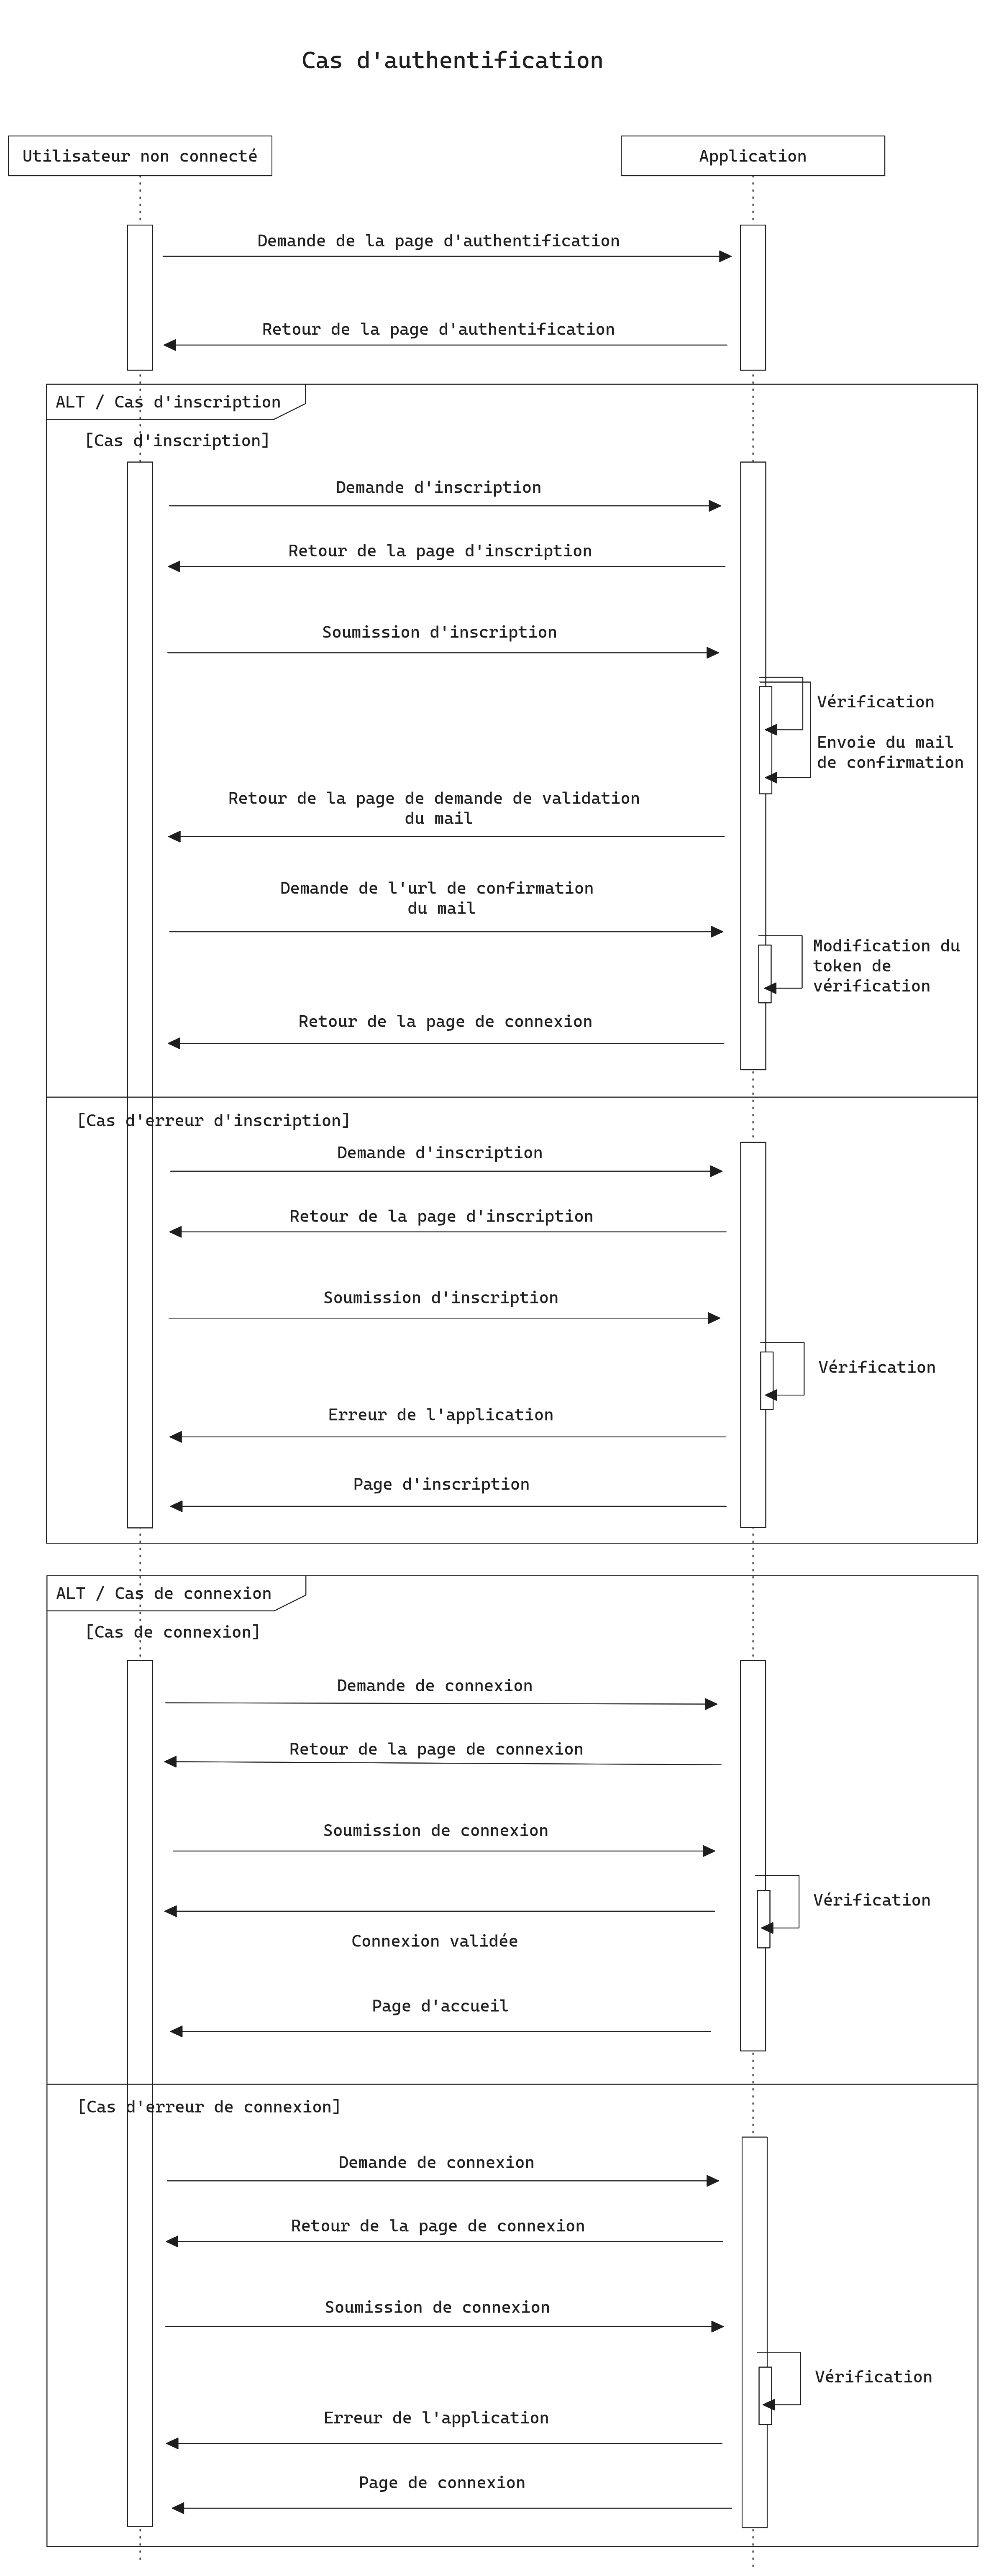 Cas d'authentification
Utilisateur non connecté
Application
Demande de la page d'authentification
Retour de la page d'authentification
ALT / Cas d'inscription
[Cas d'inscription]
Demande d'inscription
Retour de la page d'inscription
Soumission d'inscription
Vérification
Envoie du mail
de confirmation
Retour de la page de demande de validation
du mail
Demande de l'url de confirmation
du mail
Modification du
token de
vérification
Retour de la page de connexion
[Cas d'erreur d'inscription]
Demande d'inscription
Retour de la page d'inscription
Soumission d'inscription
Vérification
Erreur de l'application
Page d'inscription
ALT / Cas de connexion
[Cas de connexion]
Demande de connexion
Retour de la page de connexion
Soumission de connexion
Vérification
Connexion validée
Page d'accueil
[Cas d'erreur de connexion]
Demande de connexion
Retour de la page de connexion
Soumission de connexion
Vérification
Erreur de l'application
Page de connexion